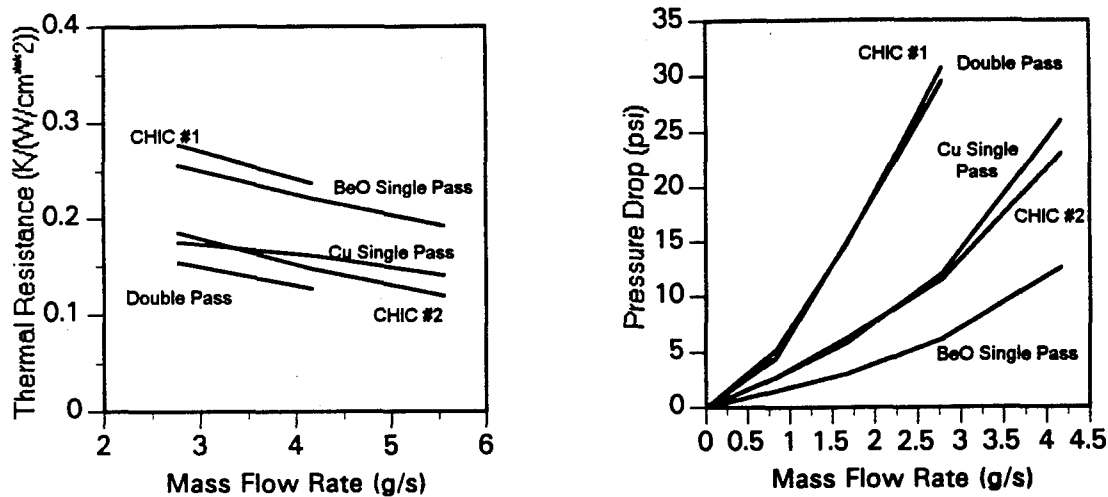 Thermal Resistance (K/(W/cm**2))
0.4
0.3
0.2
0.1
0
CHIC #1
BeO Single Pass
Cu Single Pass
Double Pass
CHIC #2
2
3
4
5
6
Mass Flow Rate (g/s)
Pressure Drop (psi)
35
30
25
20
15
10
5
0
CHIC #1
Double Pass
Cu Single
Pass
CHIC #2
BeO Single Pass
0
0.5
1
1.5
2
2.5
3
3.5
4
4.5
Mass Flow Rate (g/s)